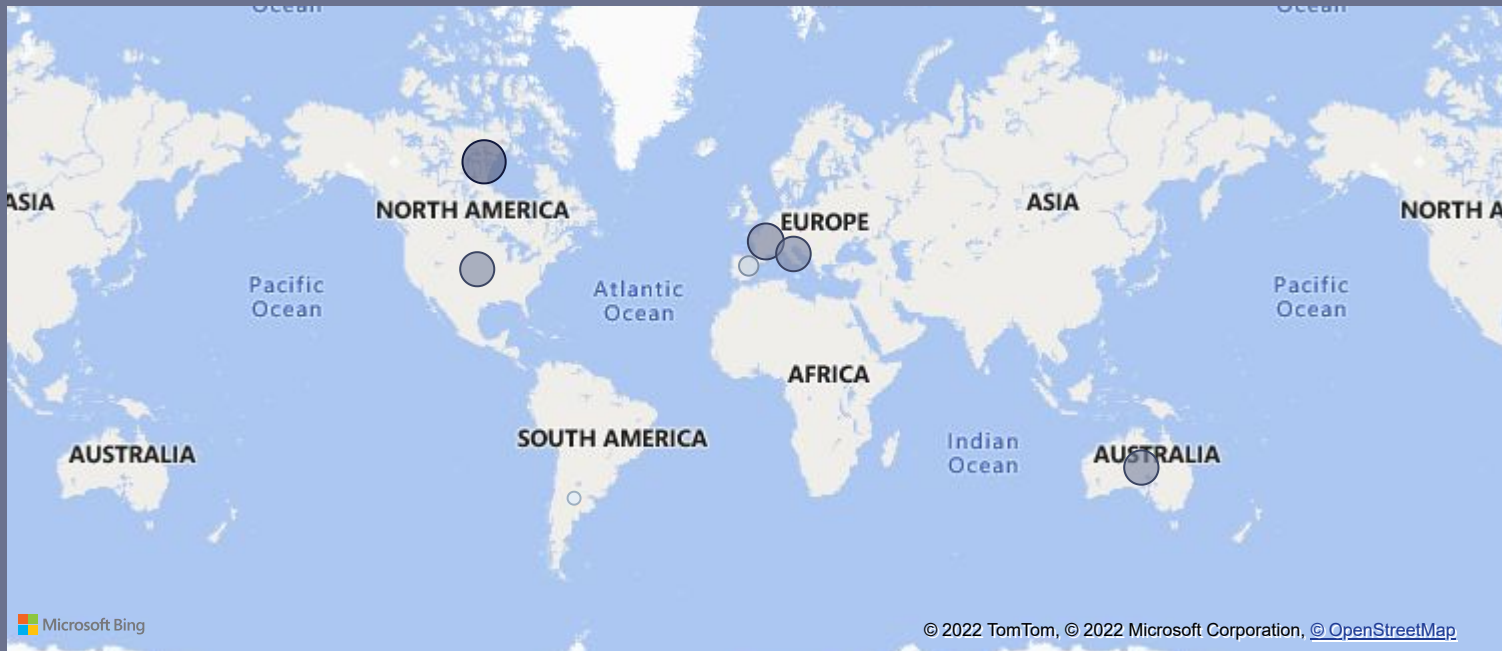 Ocean
Ocean
ASIA
NORTH AMERICA
EUROPE
ASIA
NORTH A
Pacific
Ocean
Atlantic
Ocean
Pacific
Ocean
AFRICA
SOUTH AMERICA
Indian
Ocean
AUSTRALIA
AUSTRALIA
Microsoft Bing
© 2022 TomTom, © 2022 Microsoft Corporation, © OpenStreetMap